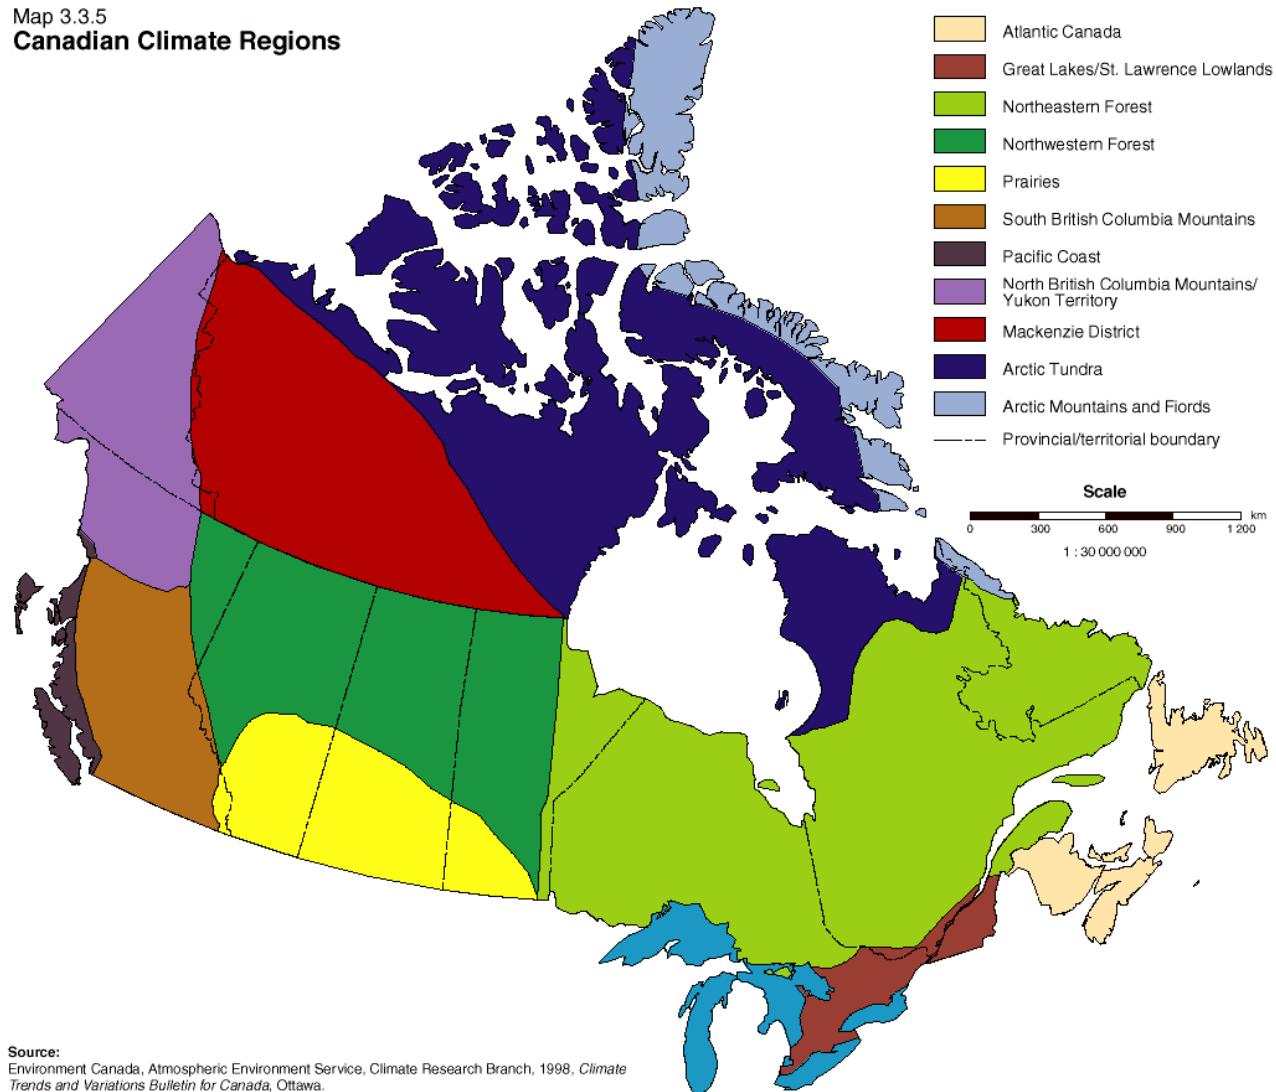 Map 3.3.5
Canadian Climate Regions
Atlantic Canada
Great Lakes/St. Lawrence Lowlands
Northeastern Forest
Northwestern Forest
Prairies
South British Columbia Mountains
Pacific Coast
North British Columbia Mountains/
Yukon Territory
Mackenzie District
Arctic Tundra
Arctic Mountains and Fiords
Provincial/territorial boundary
Scale
km
0 300 600 900 1 200
1 : 30 000 000
Source:
Environment Canada, Atmospheric Environment Service, Climate Research Branch, 1998, Climate
Trends and Variations Bulletin for Canada, Ottawa.